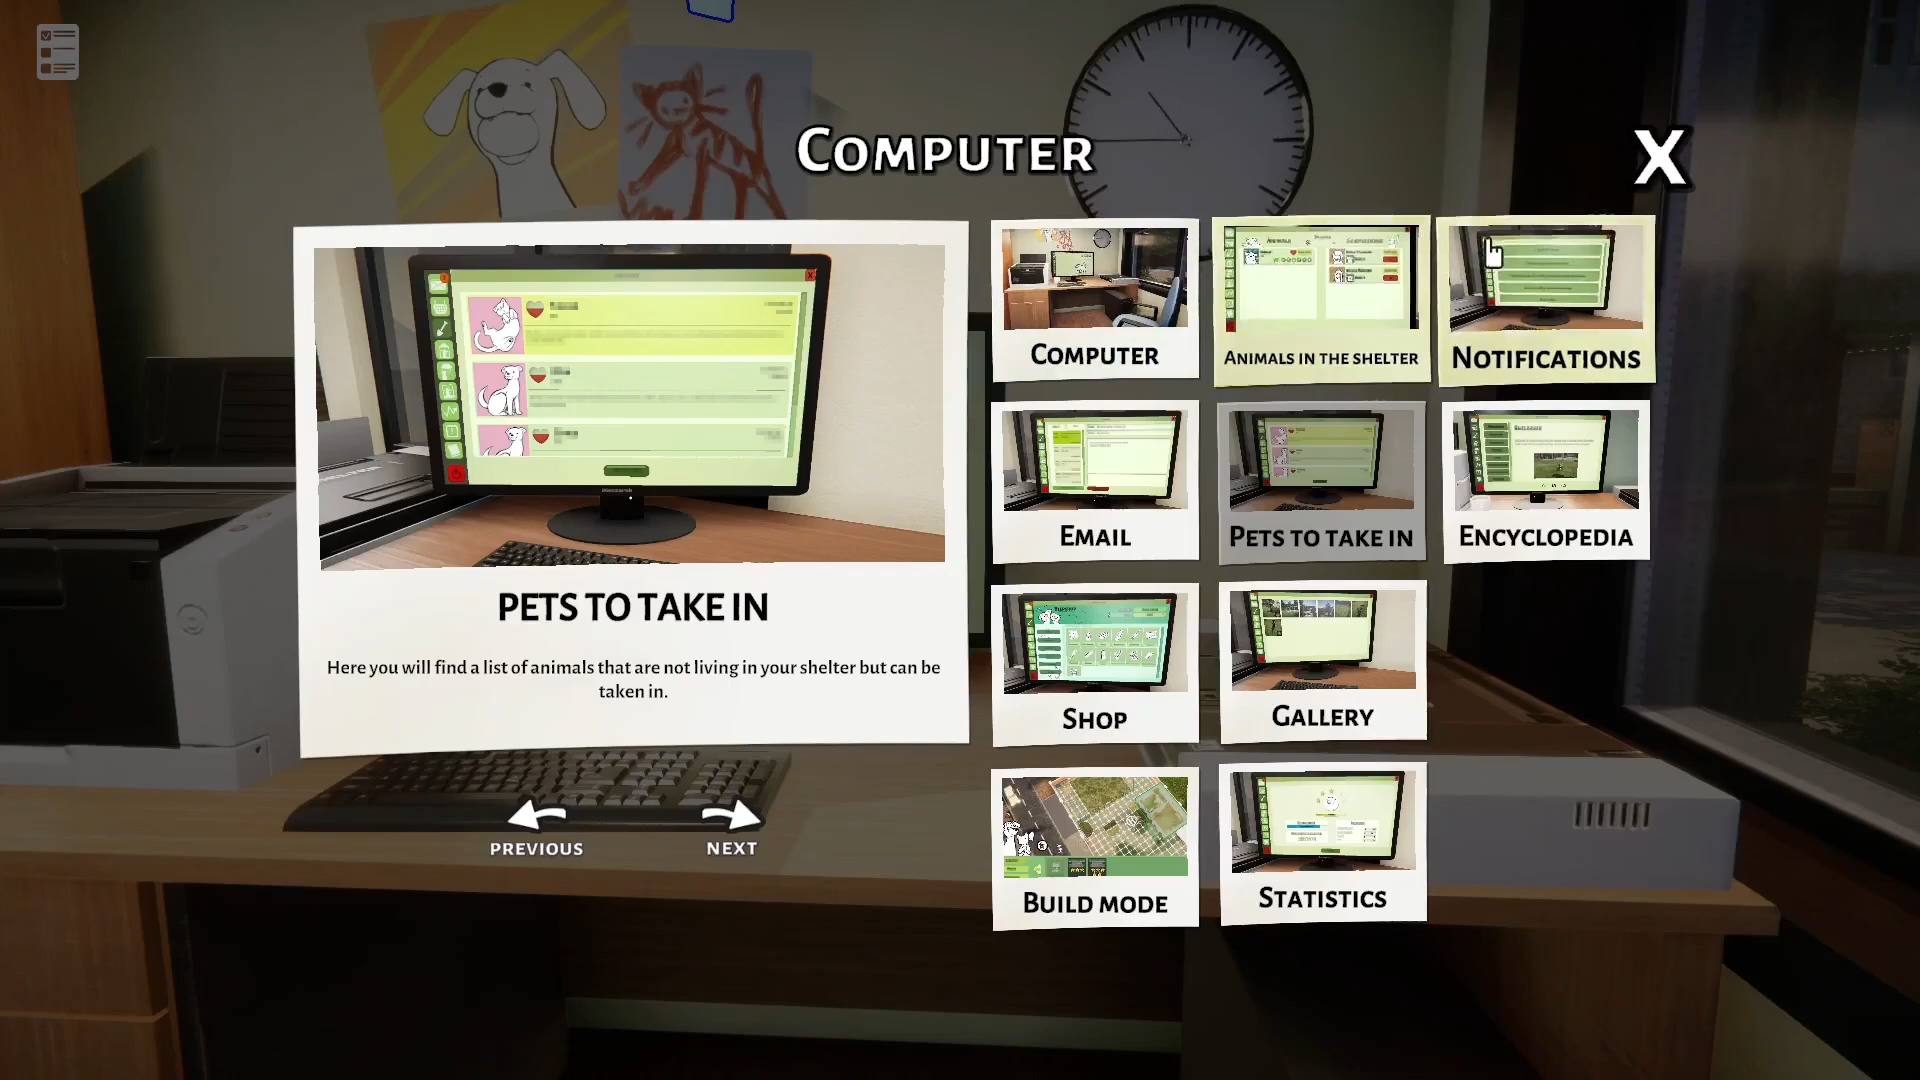 COMPUTER
X
PETS TO TAKE IN
Here you will find a list of animals that are not living in your shelter but can be
taken in.
PREVIOUS
NEXT
COMPUTER
ANIMALS IN THE SHELTER
NOTIFICATIONS
EMAIL
PETS TO TAKE IN
ENCYCLOPEDIA
SHOP
GALLERY
BUILD MODE
STATISTICS